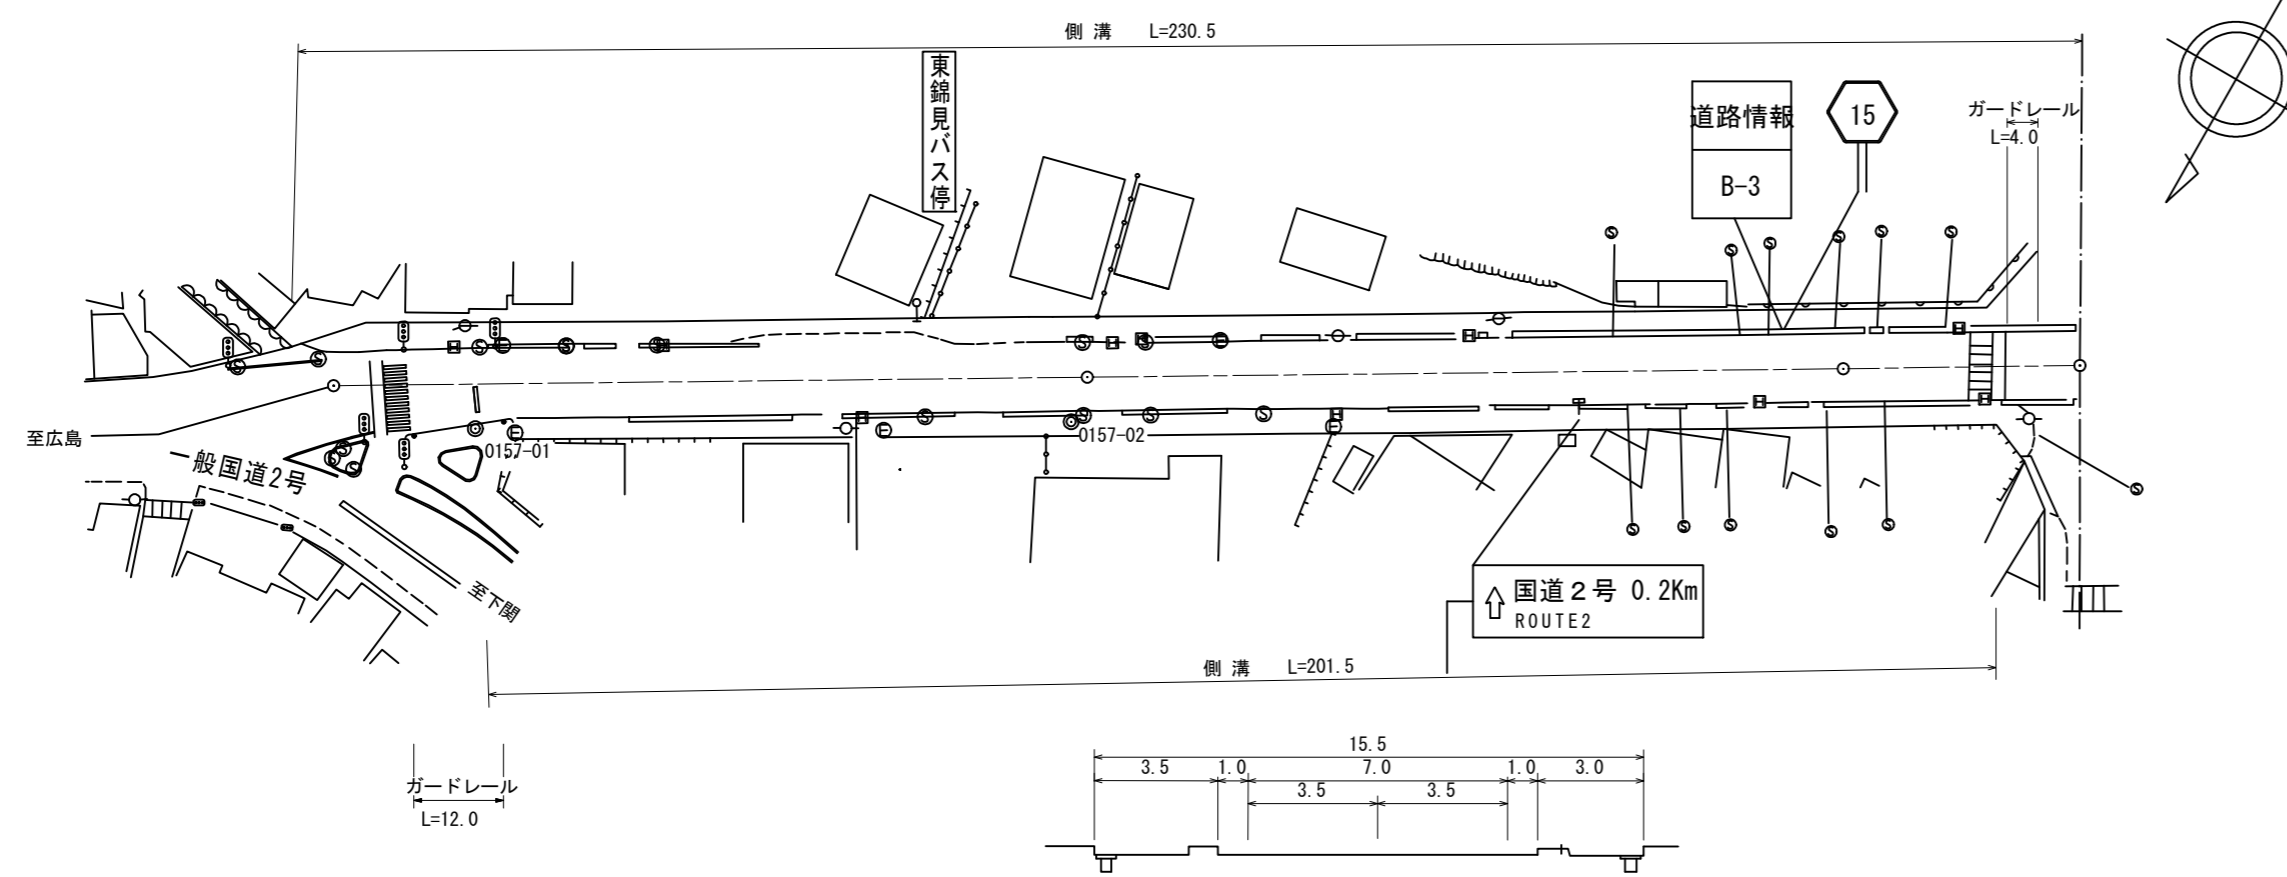 側 溝 L=230.5
東錦見バス停
道路情報
B-3
15
ガードレール
L=4.0
至広島
一般国道2号
0157-01
0157-02
至下関
国道2号 0.2Km
ROUTE2
側 溝 L=201.5
ガードレール
L=12.0
15.5
3.5 1.0 7.0 1.0 3.0
3.5 3.5